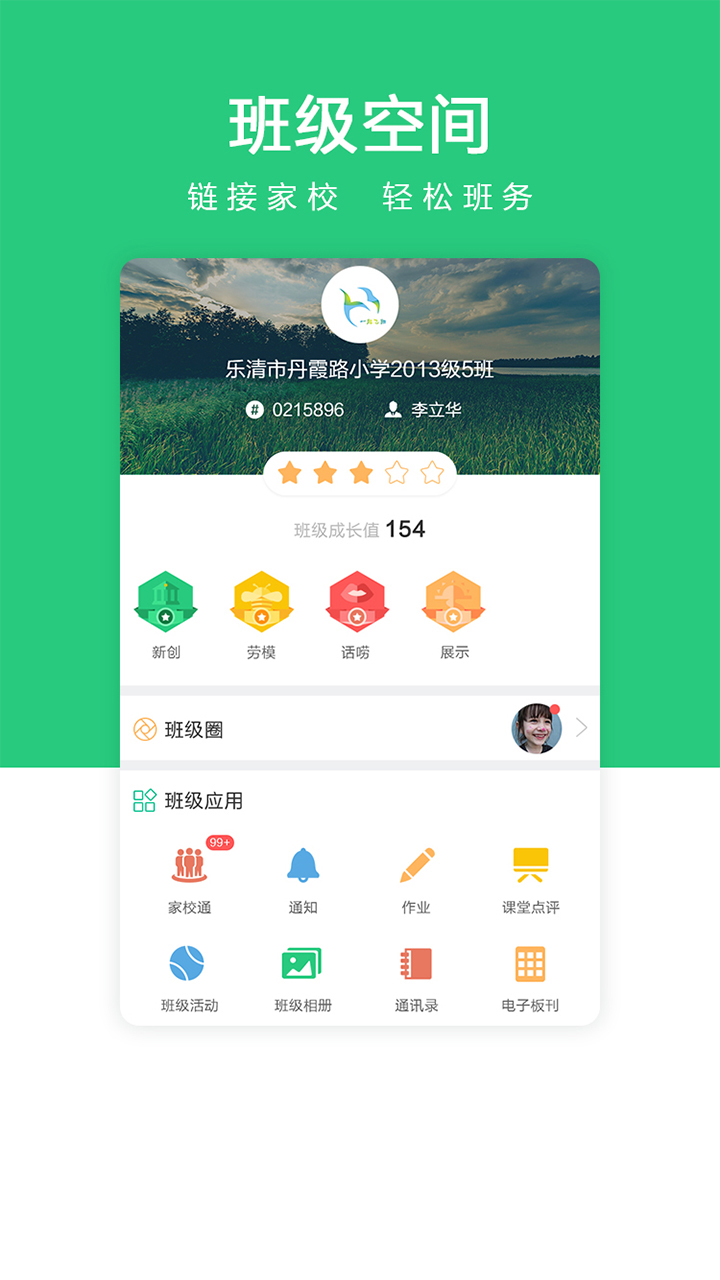 班级空间
链接家校 轻松班务
乐清市丹霞路小学2013级5班
# 0215896 李立华
班级成长值 154
新创 劳模 话唠 展示
班级圈
班级应用
99+
家校通 通知 作业 课堂点评
班级活动 班级相册 通讯录 电子板刊